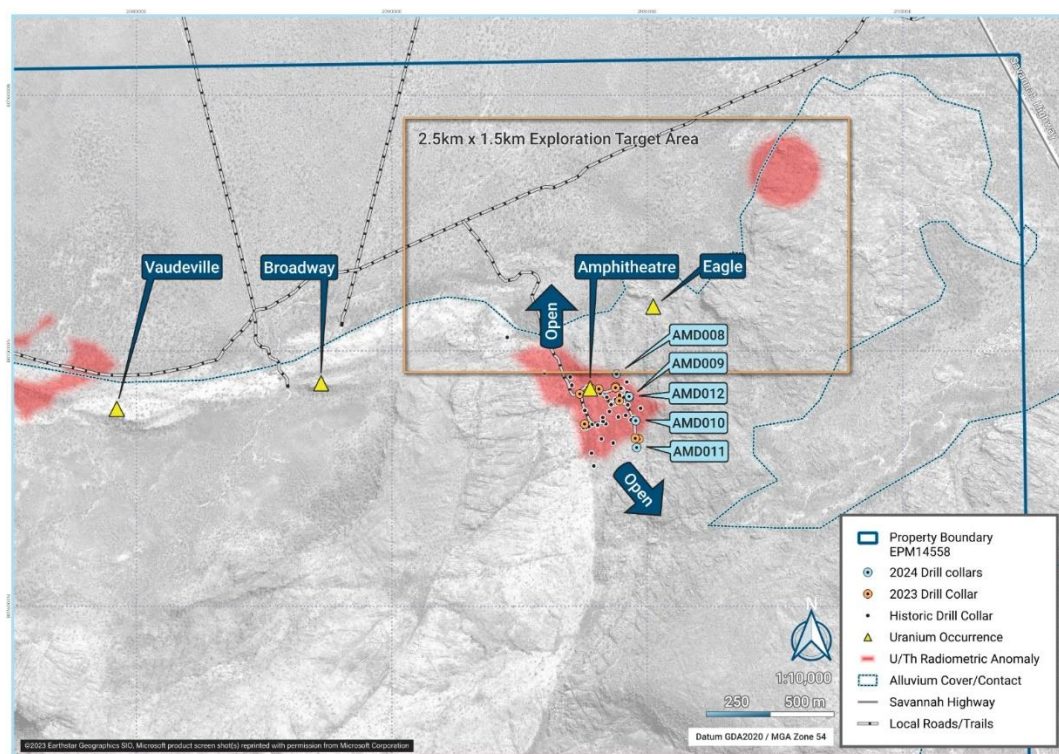 2.5km x 1.5km Exploration Target Area
Savannah Highway
Vaudeville
Broadway
Amphitheatre
Eagle
Open
AMD008
AMD009
AMD012
AMD010
AMD011
Open
Property Boundary
EPM14558
2024 Drill collars
2023 Drill Collar
Historic Drill Collar
Uranium Occurrence
U/Th Radiometric Anomaly
Alluvium Cover/Contact
Savannah Highway
Local Roads/Trails
N
1:10,000
250 500 m
Datum GDA2020 / MGA Zone 54
©2023 Earthstar Geographics SIO, Microsoft product screen shot(s) reprinted with permission from Microsoft Corporation